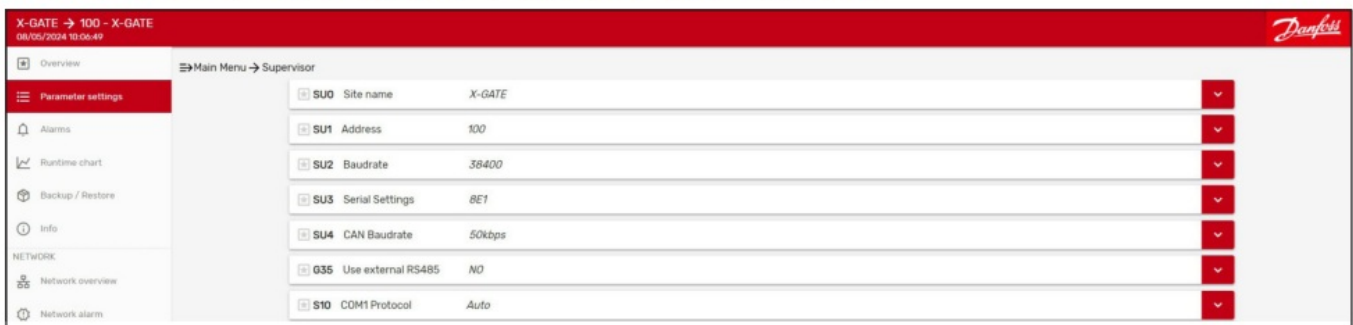 X-GATE → 100 - X-GATE
08/05/2024 10:06:49
Danfoss
Overview
Main Menu → Supervisor
Parameter settings
Alarms
Runtime chart
Backup / Restore
Info
NETWORK
Network overview
Network alarm
SU0 Site name X-GATE
SU1 Address 100
SU2 Baudrate 38400
SU3 Serial Settings 8E1
SU4 CAN Baudrate 50kbps
G35 Use external RS485 NO
S10 COM1 Protocol Auto